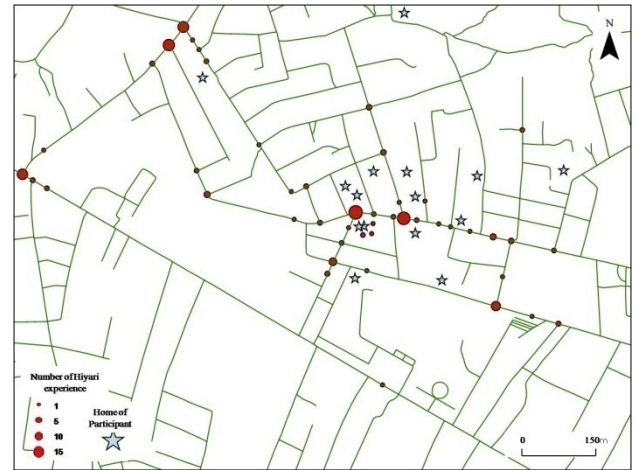 N
Number of Hiyari
experience
1
5
10
15
Home of
Participant
0 150m